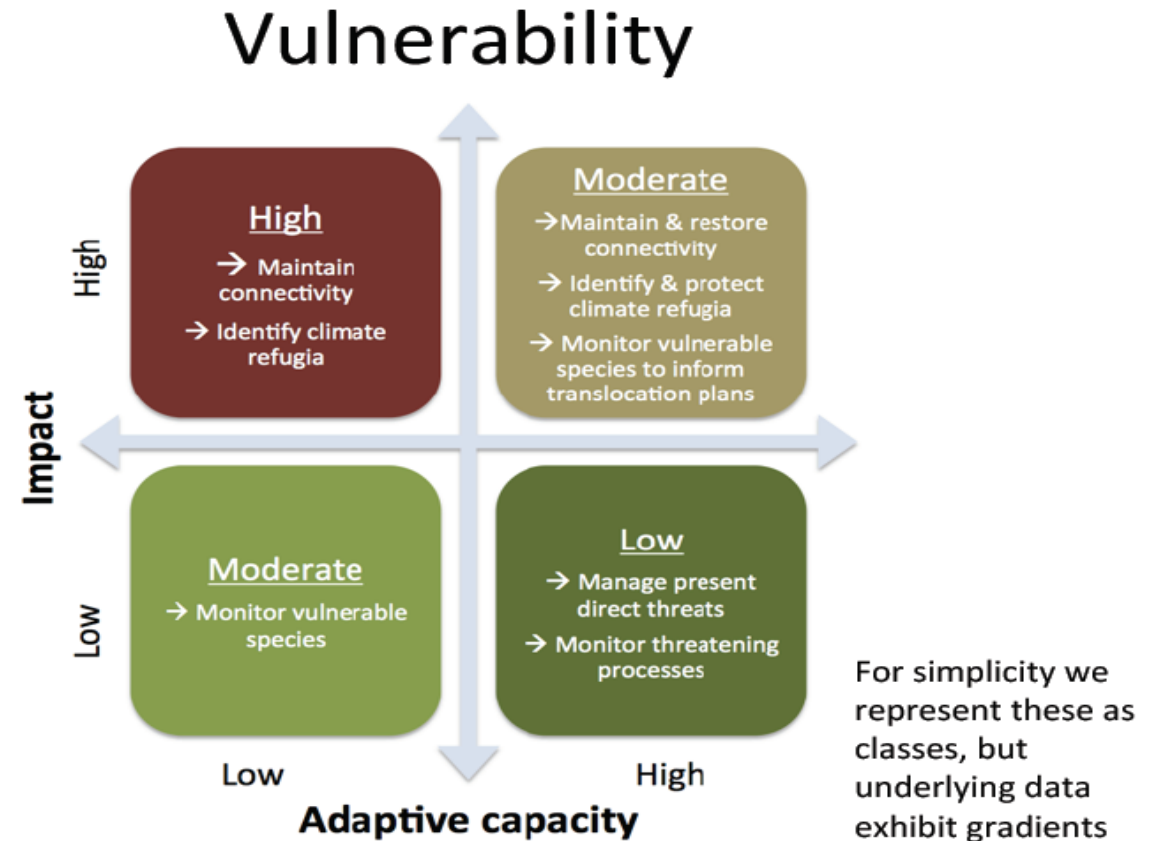 Vulnerability
High
High
→ Maintain
connectivity
→ Identify climate
refugia
Moderate
→Maintain & restore
connectivity
→ Identify & protect
climate refugia
→ Monitor vulnerable
species to inform
translocation plans
Impact
Low
Moderate
→ Monitor vulnerable
species
Low
→ Manage present
direct threats
→ Monitor threatening
processes
Low
High
Adaptive capacity
For simplicity we
represent these as
classes, but
underlying data
exhibit gradients